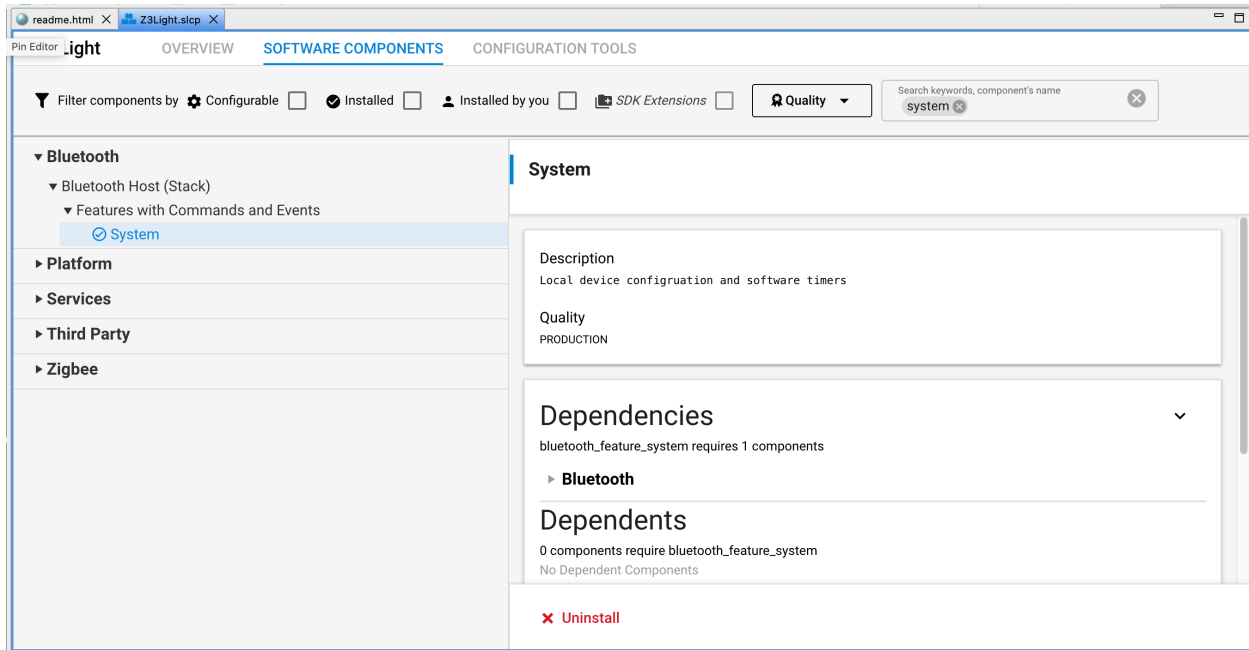 readme.html
Z3Light.slcp
Pin Editor
Light
OVERVIEW
SOFTWARE COMPONENTS
CONFIGURATION TOOLS
Filter components by
Configurable
Installed
Installed by you
SDK Extensions
Quality
Search keywords, component's name
system
Bluetooth
Bluetooth Host (Stack)
Features with Commands and Events
System
Platform
Services
Third Party
Zigbee
System
Description
Local device configruation and software timers
Quality
PRODUCTION
Dependencies
bluetooth_feature_system requires 1 components
Bluetooth
Dependents
0 components require bluetooth_feature_system
No Dependent Components
Uninstall